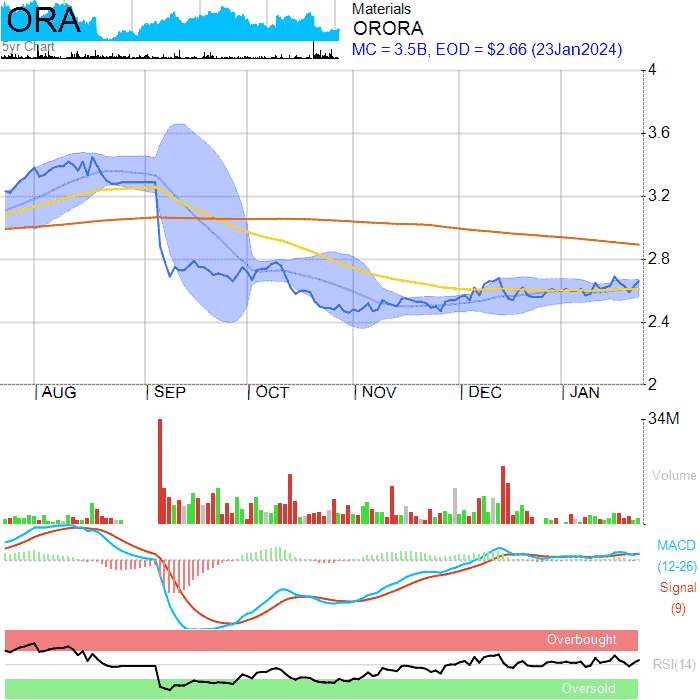 ORA
5yr Chart
Materials
ORORA
MC = 3.5B, EOD = $2.66 (23Jan2024)
4
3.6
3.2
2.8
2.4
2
AUG SEP OCT NOV DEC JAN
34M
Volume
MACD
(12-26)
Signal
(9)
Overbought
RSI(14)
Oversold